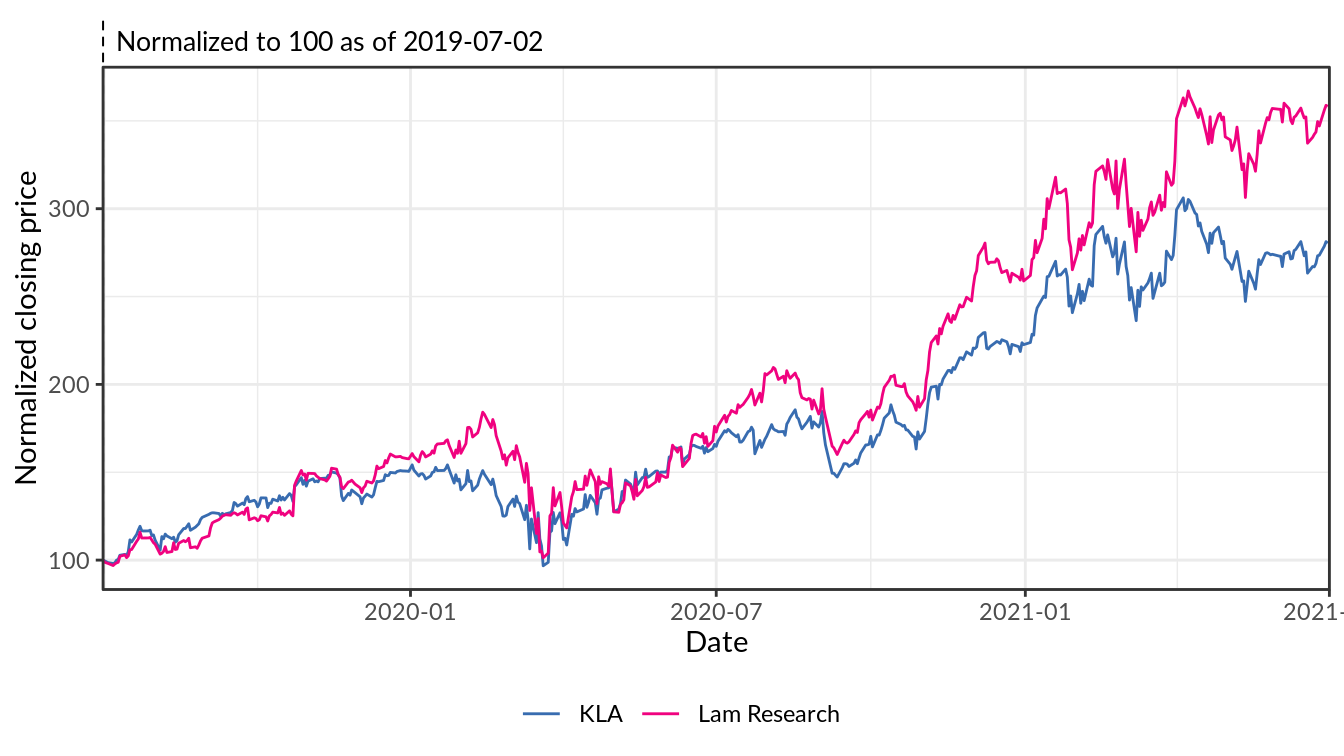 Normalized to 100 as of 2019-07-02
Normalized closing price
300
200
100
2020-01
2020-07
2021-01
2021-
Date
KLA
Lam Research